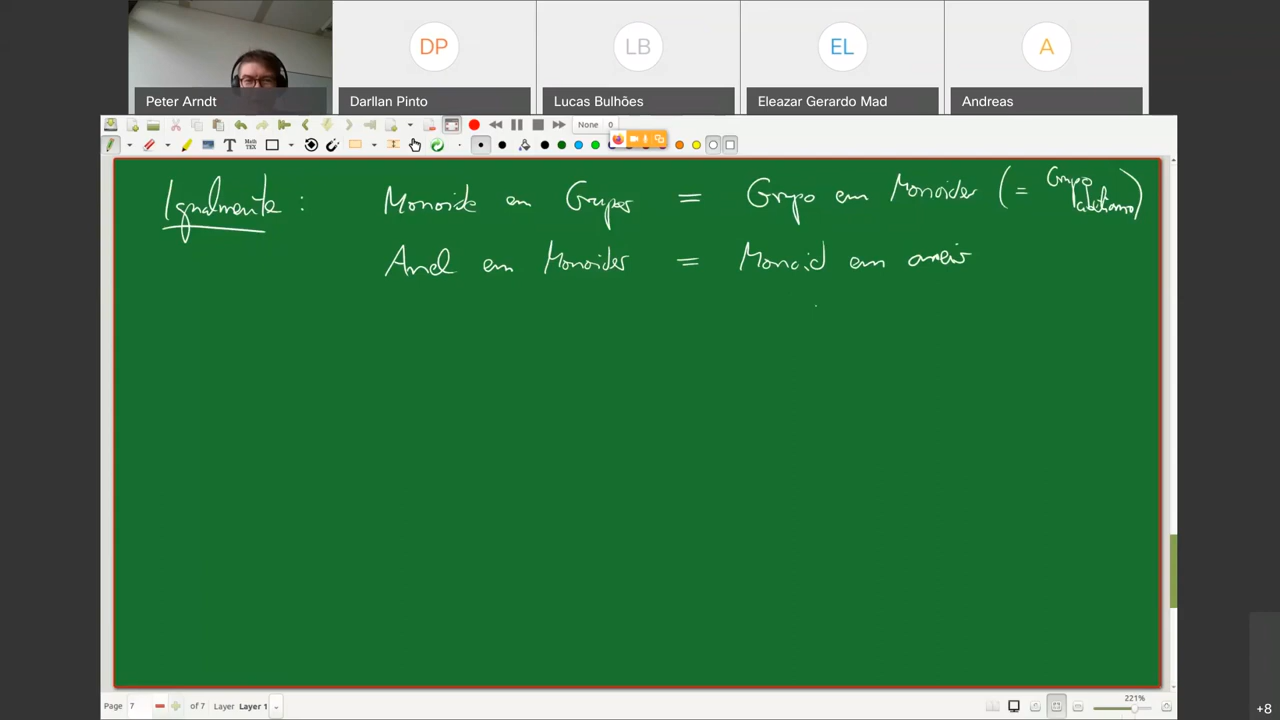 DP
LB
EL
A
Peter Arndt
Darllan Pinto
Lucas Bulhões
Eleazar Gerardo Mad
Andreas
None 0
T Math TEX
Igualmente : Monoide em Grupos = Grupo em Monoides (= Grupo
abeliano)
Anel em Monoides = Monoid em aneis
Page 7 of 7 Layer Layer 1
221%
+8